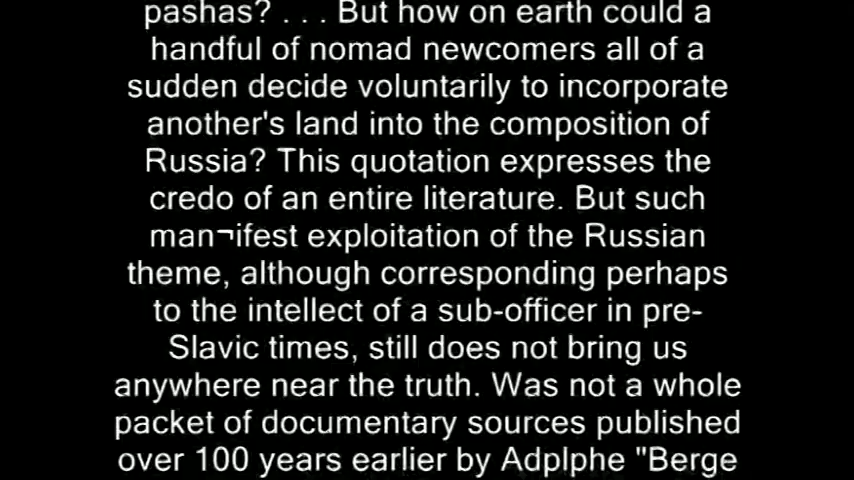 pashas? . . . But how on earth could a
handful of nomad newcomers all of a
sudden decide voluntarily to incorporate
another's land into the composition of
Russia? This quotation expresses the
credo of an entire literature. But such
man¬ifest exploitation of the Russian
theme, although corresponding perhaps
to the intellect of a sub-officer in pre-
Slavic times, still does not bring us
anywhere near the truth. Was not a whole
packet of documentary sources published
over 100 years earlier by Adplphe "Berge